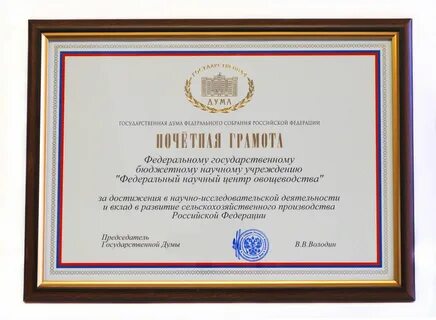 ГОСУДАРСТВЕННАЯ
ДУМА
ГОСУДАРСТВЕННАЯ ДУМА ФЕДЕРАЛЬНОГО СОБРАНИЯ РОССИЙСКОЙ ФЕДЕРАЦИИ
ПОЧЁТНАЯ ГРАМОТА
Федеральному государственному
бюджетному научному учреждению
"Федеральный научный центр овощеводства"
за достижения в научно-исследовательской деятельности
и вклад в развитие сельскохозяйственного производства
Российской Федерации
Председатель
Государственной Думы
В.В.Володин